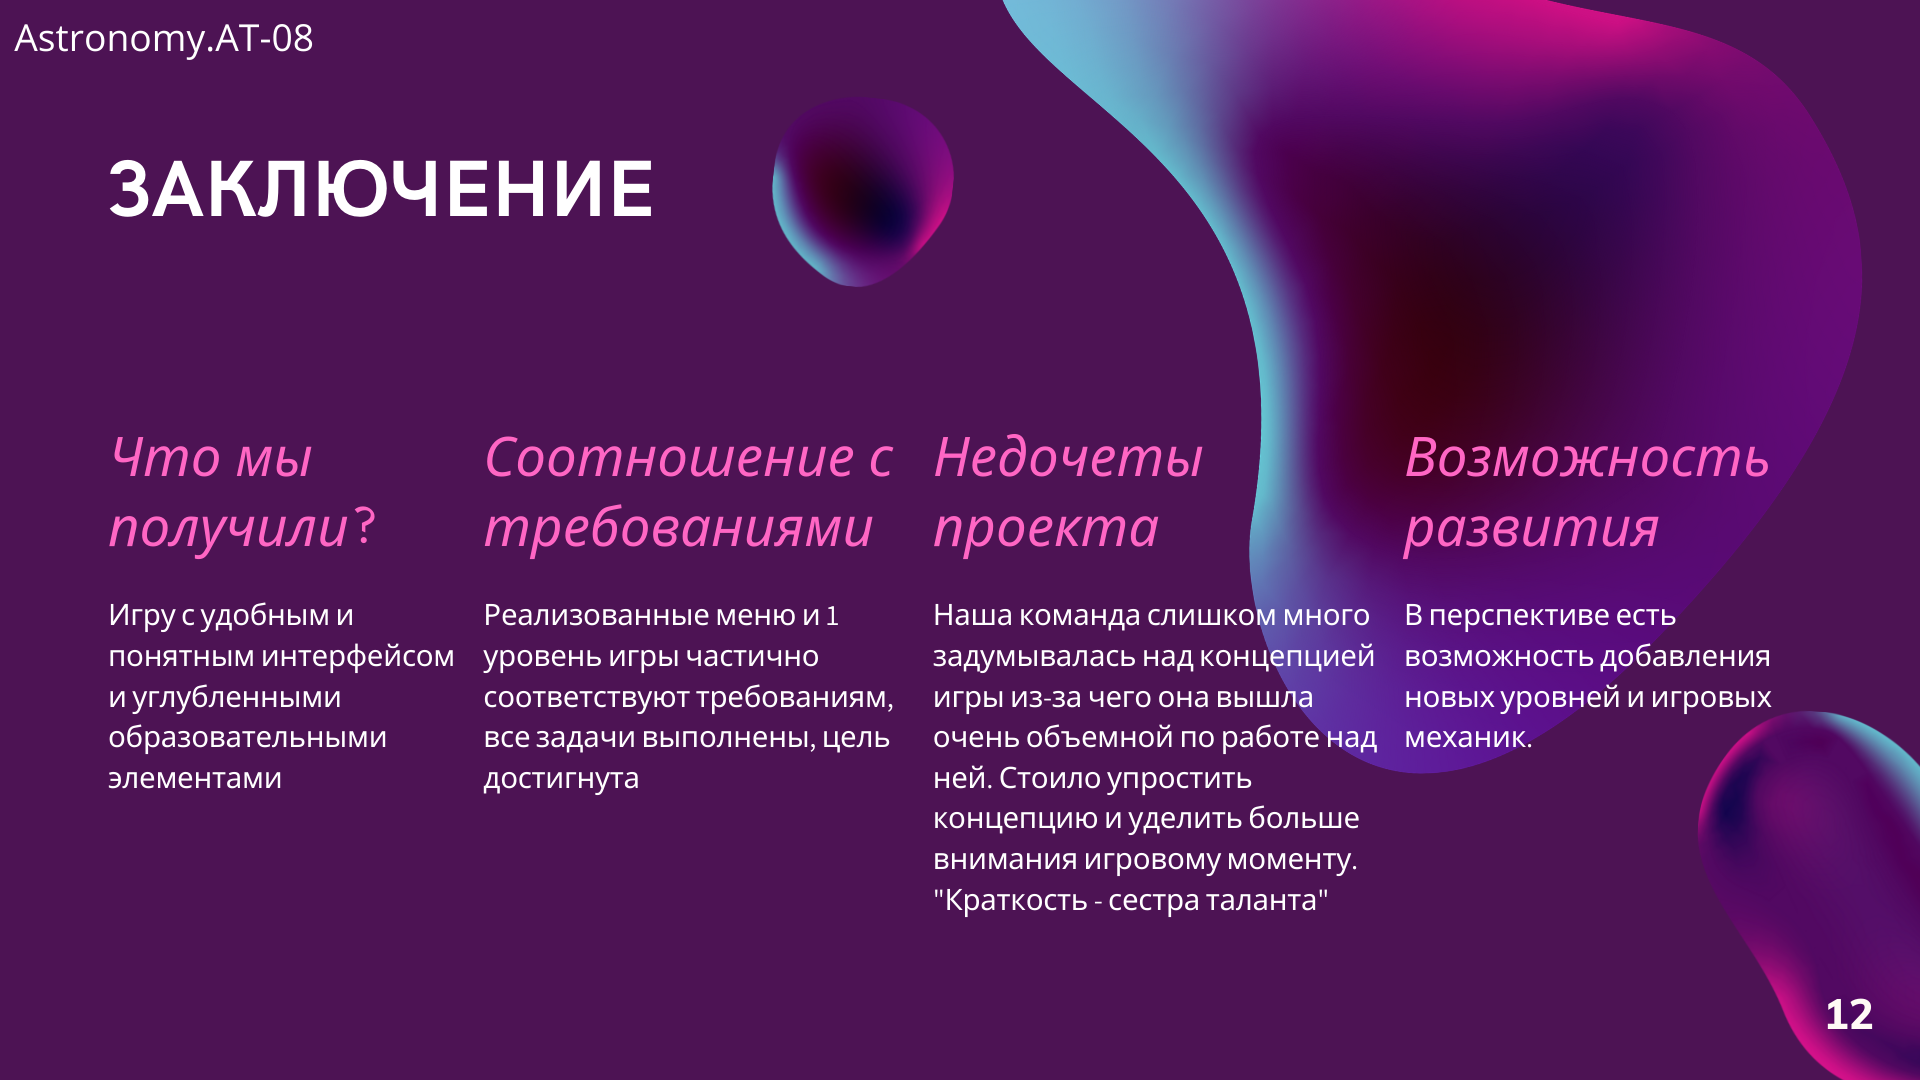 Astronomy.AT-08
ЗАКЛЮЧЕНИЕ
Что мы
получили?
Игру с удобным и
понятным интерфейсом
и углубленными
образовательными
элементами
Соотношение с
требованиями
Реализованные меню и 1
уровень игры частично
соответствуют требованиям,
все задачи выполнены, цель
достигнута
Недочеты
проекта
Наша команда слишком много
задумывалась над концепцией
игры из-за чего она вышла
очень объемной по работе над
ней. Стоило упростить
концепцию и уделить больше
внимания игровому моменту.
"Краткость - сестра таланта"
Возможность
развития
В перспективе есть
возможность добавления
новых уровней и игровых
механик.
12